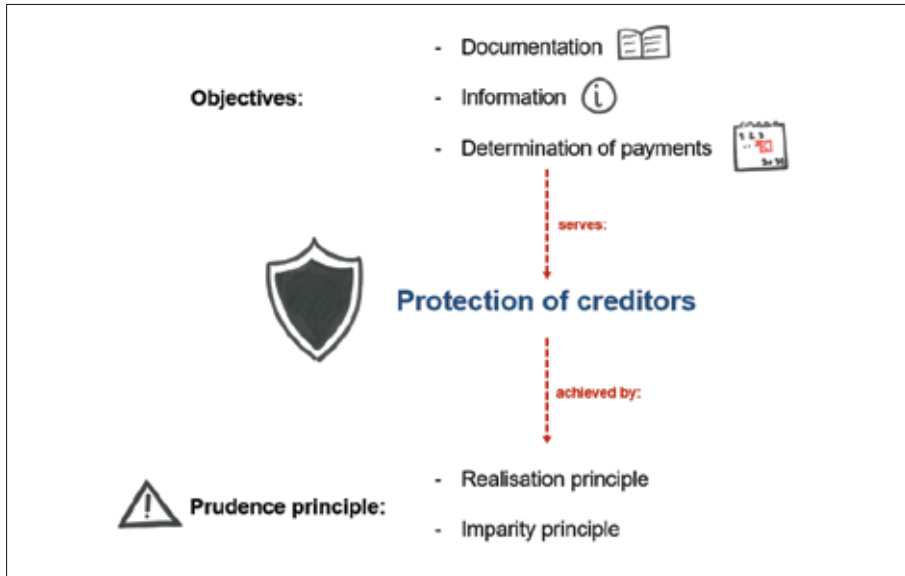 - Documentation
Objectives:
- Information
- Determination of payments
serves:
Protection of creditors
achieved by:
- Realisation principle
Prudence principle:
- Imparity principle